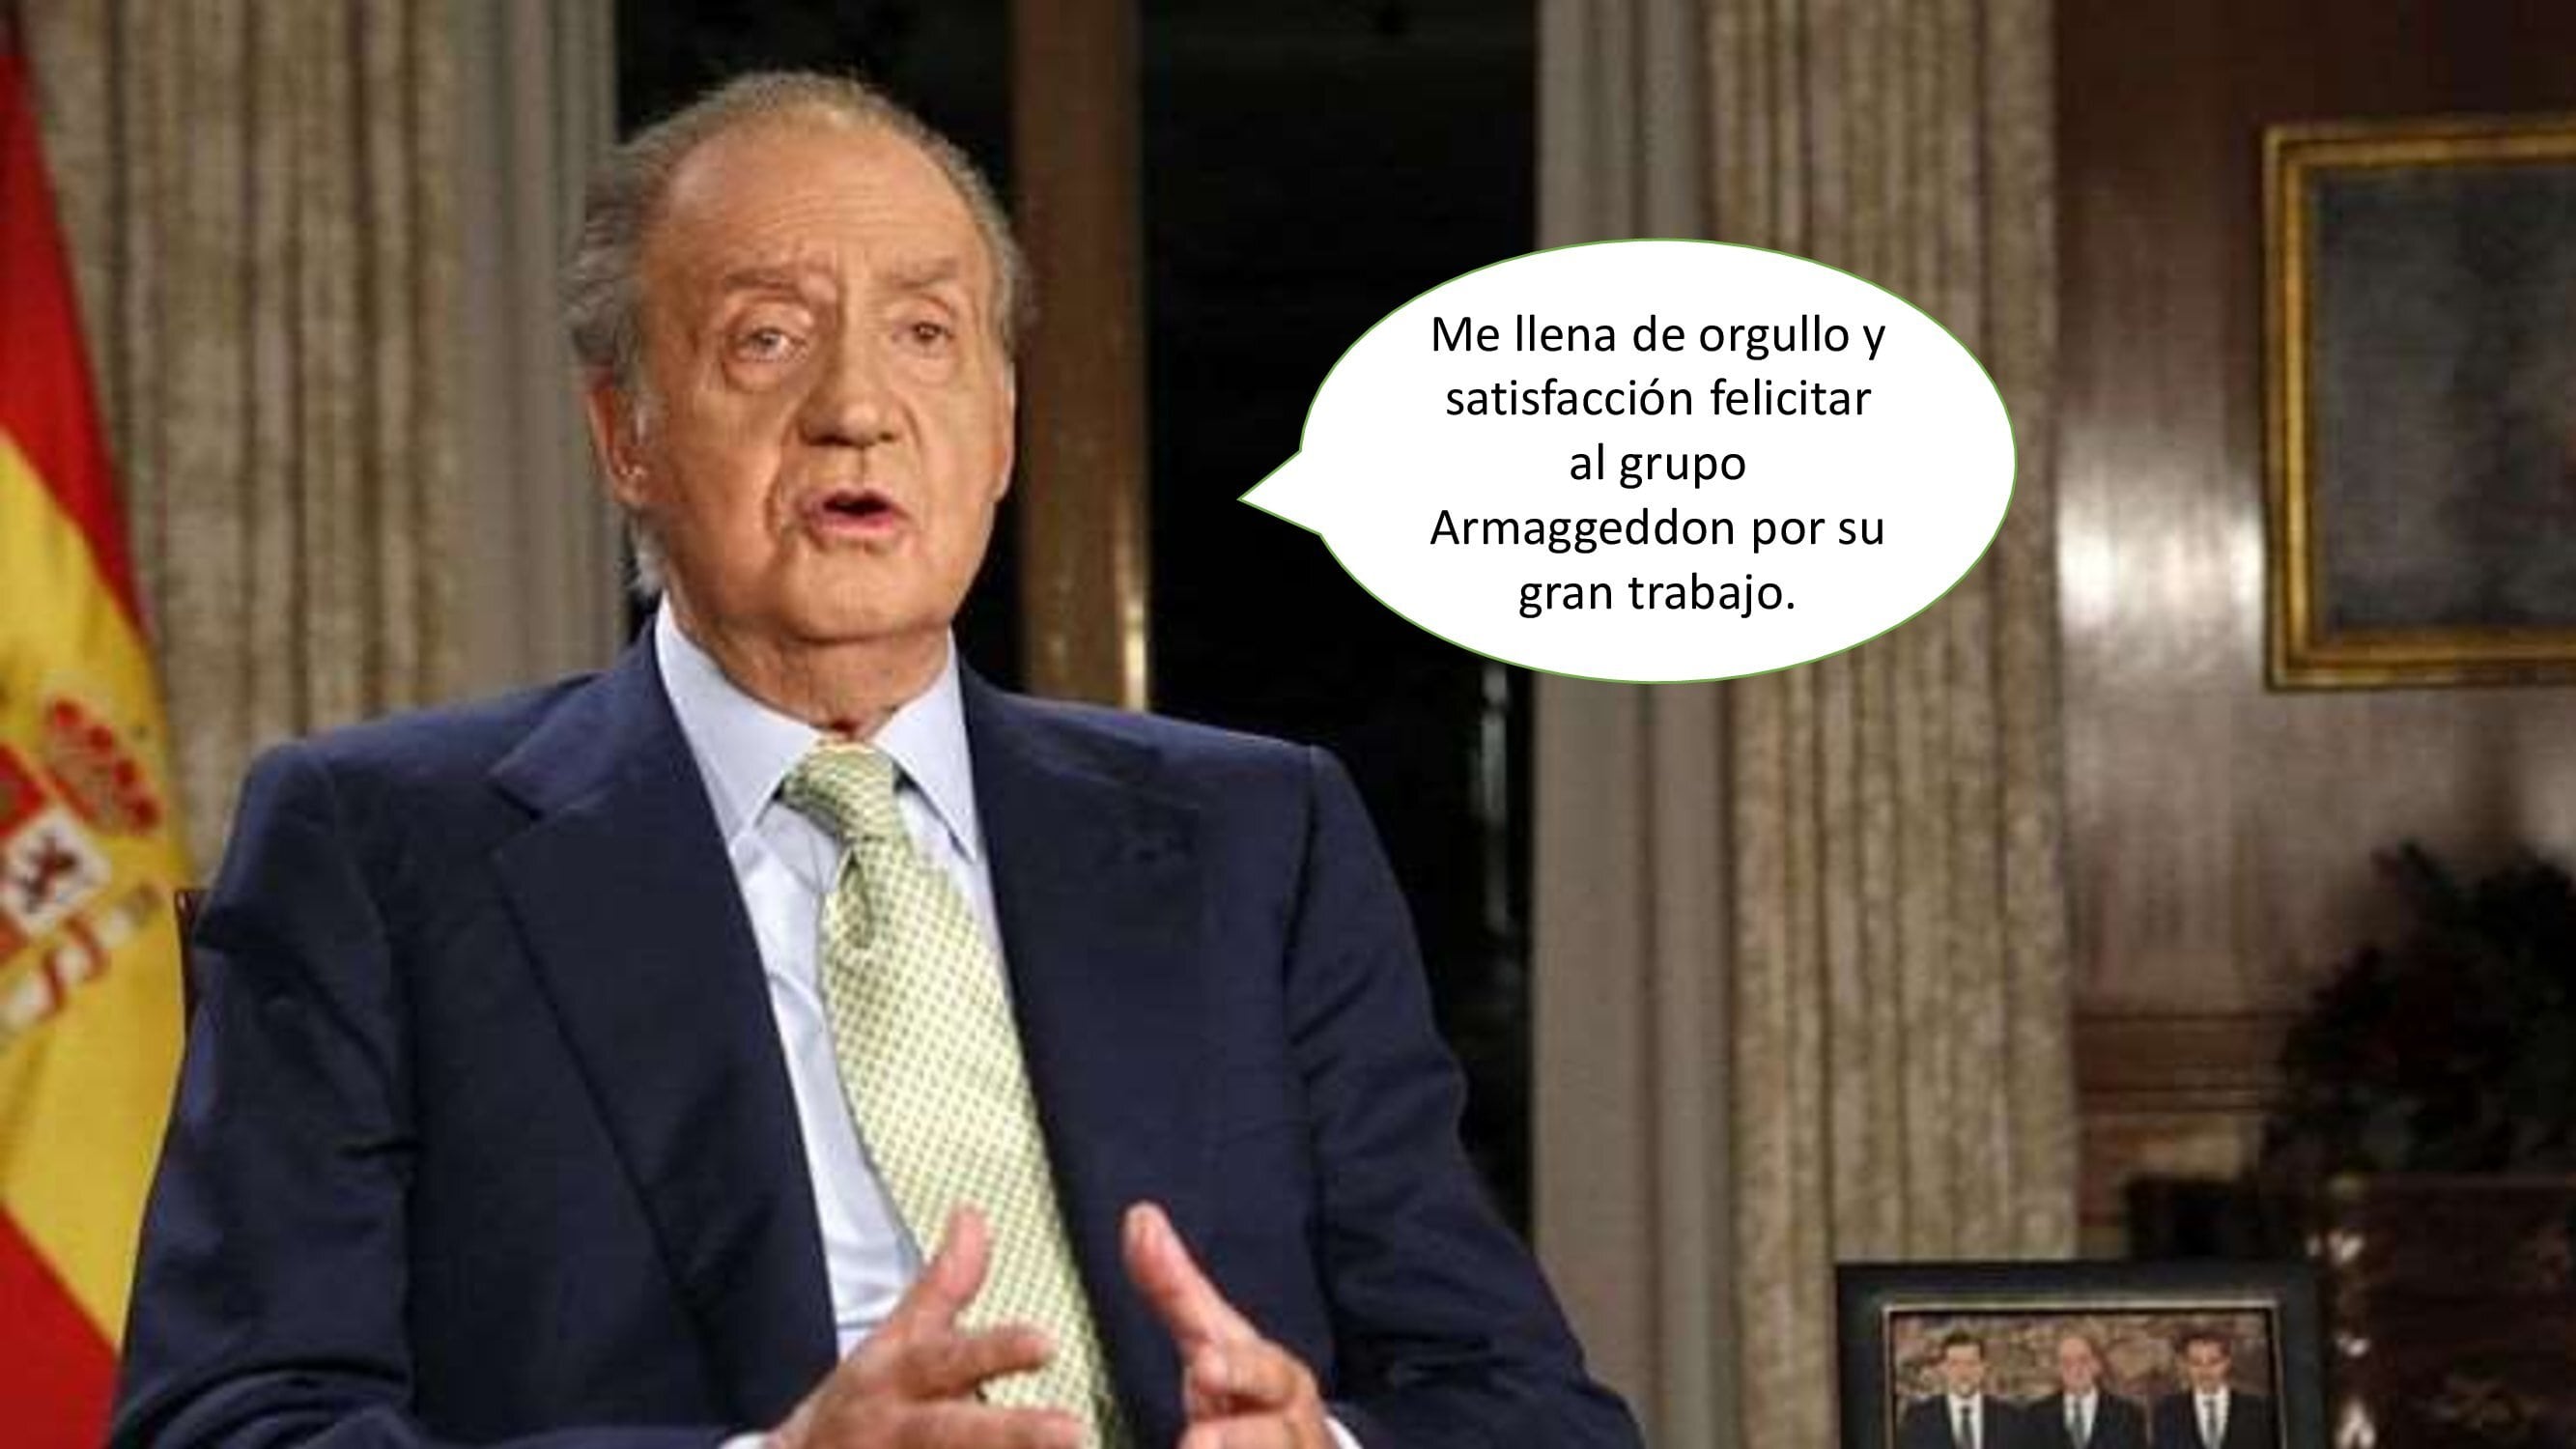 Me llena de orgullo y
satisfacción felicitar
al grupo
Armaggeddon por su
gran trabajo.